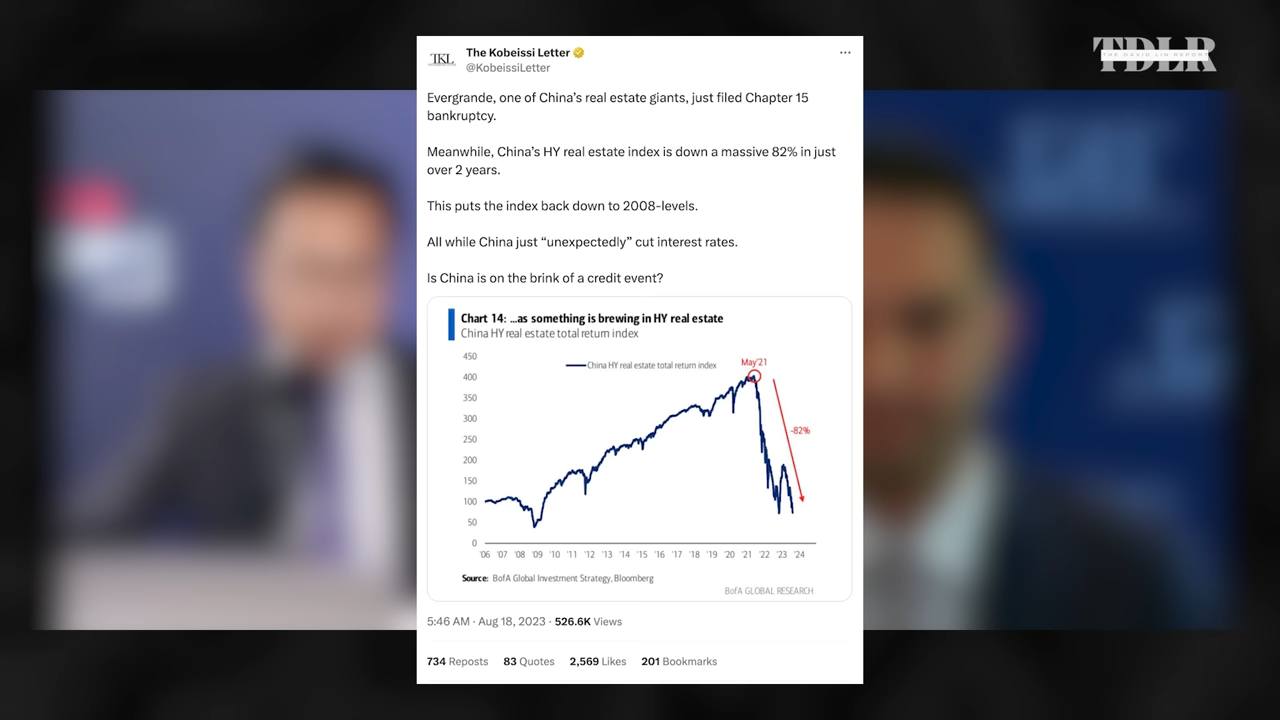 TDLR
THE DAVID LIN REPORT
TKL
The Kobeissi Letter
@KobeissiLetter
Evergrande, one of China's real estate giants, just filed Chapter 15
bankruptcy.
Meanwhile, China's HY real estate index is down a massive 82% in just
over 2 years.
This puts the index back down to 2008-levels.
All while China just “unexpectedly” cut interest rates.
Is China is on the brink of a credit event?
Chart 14: ...as something is brewing in HY real estate
China HY real estate total return index
450
400
350
300
250
200
150
100
50
0
China HY real estate total return index
May'21
-82%
'06 '07 '08 '09 '10 '11 '12 '13 '14 '15 '16 '17 '18 '19 '20 '21 '22 '23 '24
Source: BofA Global Investment Strategy, Bloomberg
BofA GLOBAL RESEARCH
5:46 AM · Aug 18, 2023 · 526.6K Views
734 Reposts 83 Quotes 2,569 Likes 201 Bookmarks